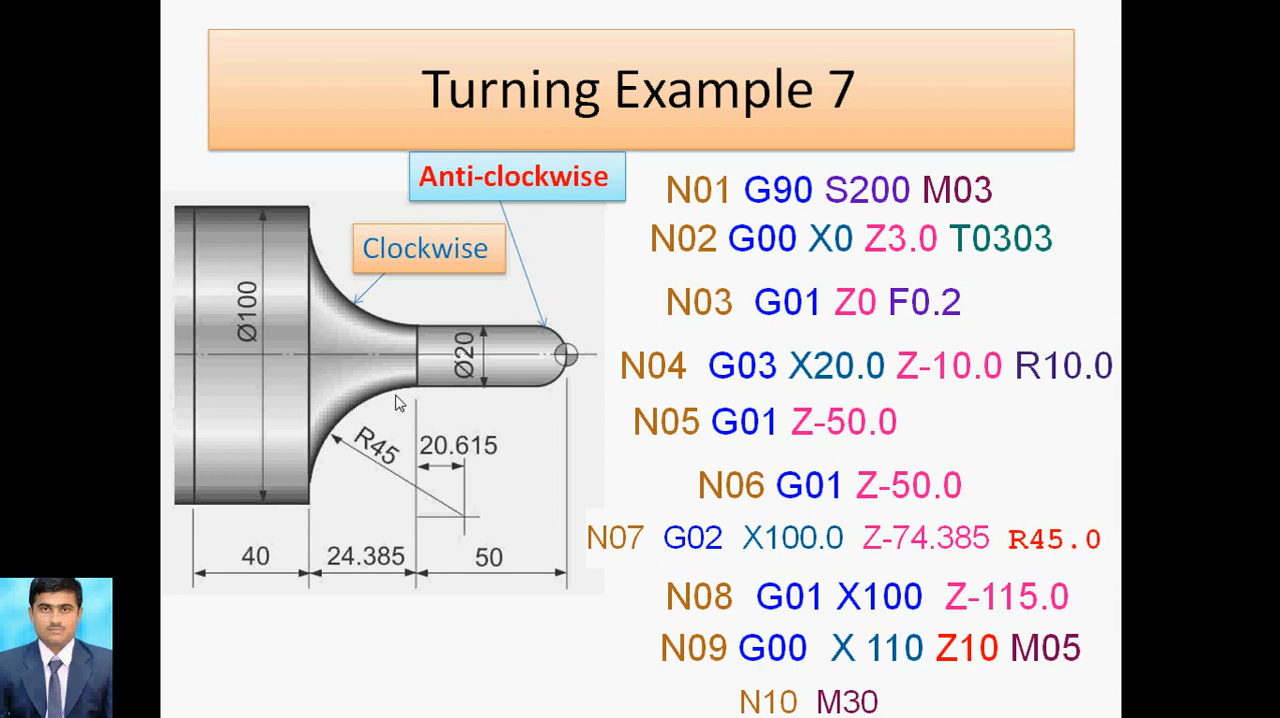 Turning Example 7
Anti-clockwise
Clockwise
Ø100
Ø20
R45
20.615
40
24.385
50
N01 G90 S200 M03
N02 G00 X0 Z3.0 T0303
N03 G01 Z0 F0.2
N04 G03 X20.0 Z-10.0 R10.0
N05 G01 Z-50.0
N06 G01 Z-50.0
N07 G02 X100.0 Z-74.385 R45.0
N08 G01 X100 Z-115.0
N09 G00 X 110 Z10 M05
N10 M30